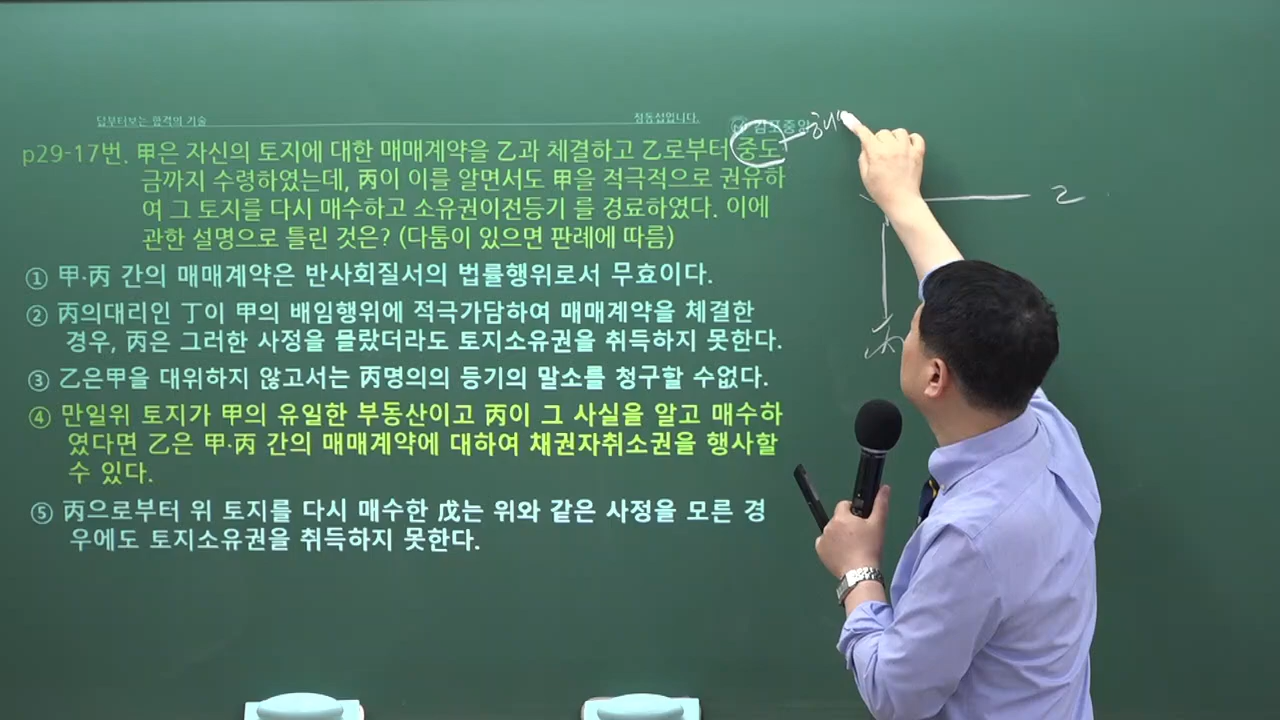 답부터보는 합격의 기술
정동섭입니다.
김포중앙
p29-17번. 甲은 자신의 토지에 대한 매매계약을 乙과 체결하고 乙로부터 중도
금까지 수령하였는데, 丙이 이를 알면서도 甲을 적극적으로 권유하
여 그 토지를 다시 매수하고 소유권이전등기 를 경료하였다. 이에
관한 설명으로 틀린 것은? (다툼이 있으면 판례에 따름)
① 甲·丙 간의 매매계약은 반사회질서의 법률행위로서 무효이다.
② 丙의대리인 丁이 甲의 배임행위에 적극가담하여 매매계약을 체결한
경우, 丙은 그러한 사정을 몰랐더라도 토지소유권을 취득하지 못한다.
③ 乙은甲을 대위하지 않고서는 丙명의의 등기의 말소를 청구할 수없다.
④ 만일위 토지가 甲의 유일한 부동산이고 丙이 그 사실을 알고 매수하
였다면 乙은 甲·丙 간의 매매계약에 대하여 채권자취소권을 행사할
수 있다.
⑤ 丙으로부터 위 토지를 다시 매수한 戊는 위와 같은 사정을 모른 경
우에도 토지소유권을 취득하지 못한다.
乙
丙